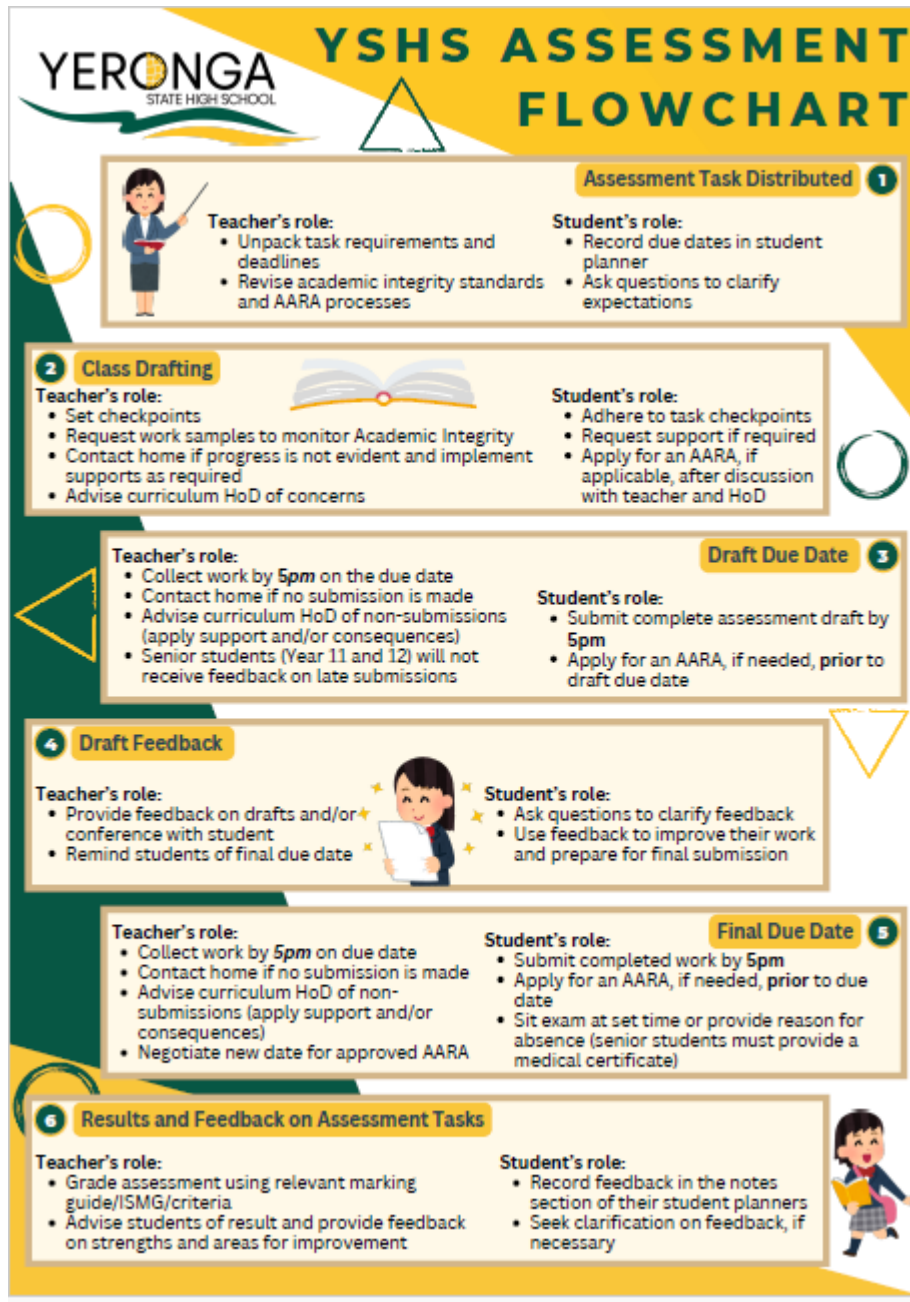 YERONGA
STATE HIGH SCHOOL
YSHS ASSESSMENT
FLOWCHART
Assessment Task Distributed 1
Teacher's role:
• Unpack task requirements and
deadlines
• Revise academic integrity standards
and AARA processes
Student's role:
• Record due dates in student
planner
• Ask questions to clarify
expectations
2 Class Drafting
Teacher's role:
• Set checkpoints
• Request work samples to monitor Academic Integrity
• Contact home if progress is not evident and implement
supports as required
• Advise curriculum HoD of concerns
Student's role:
• Adhere to task checkpoints
• Request support if required
• Apply for an AARA, if
applicable, after discussion
with teacher and HoD
Draft Due Date 3
Teacher's role:
• Collect work by 5pm on the due date
• Contact home if no submission is made
• Advise curriculum HoD of non-submissions
(apply support and/or consequences)
• Senior students (Year 11 and 12) will not
receive feedback on late submissions
Student's role:
• Submit complete assessment draft by
5pm
• Apply for an AARA, if needed, prior to
draft due date
4 Draft Feedback
Teacher's role:
• Provide feedback on drafts and/or
conference with student
• Remind students of final due date
Student's role:
• Ask questions to clarify feedback
• Use feedback to improve their work
and prepare for final submission
Final Due Date 5
Teacher's role:
• Collect work by 5pm on due date
• Contact home if no submission is made
• Advise curriculum HoD of non-
submissions (apply support and/or
consequences)
• Negotiate new date for approved AARA
Student's role:
• Submit completed work by 5pm
• Apply for an AARA, if needed, prior to due
date
• Sit exam at set time or provide reason for
absence (senior students must provide a
medical certificate)
6 Results and Feedback on Assessment Tasks
Teacher's role:
• Grade assessment using relevant marking
guide/ISMG/criteria
• Advise students of result and provide feedback
on strengths and areas for improvement
Student's role:
• Record feedback in the notes
section of their student planners
• Seek clarification on feedback, if
necessary